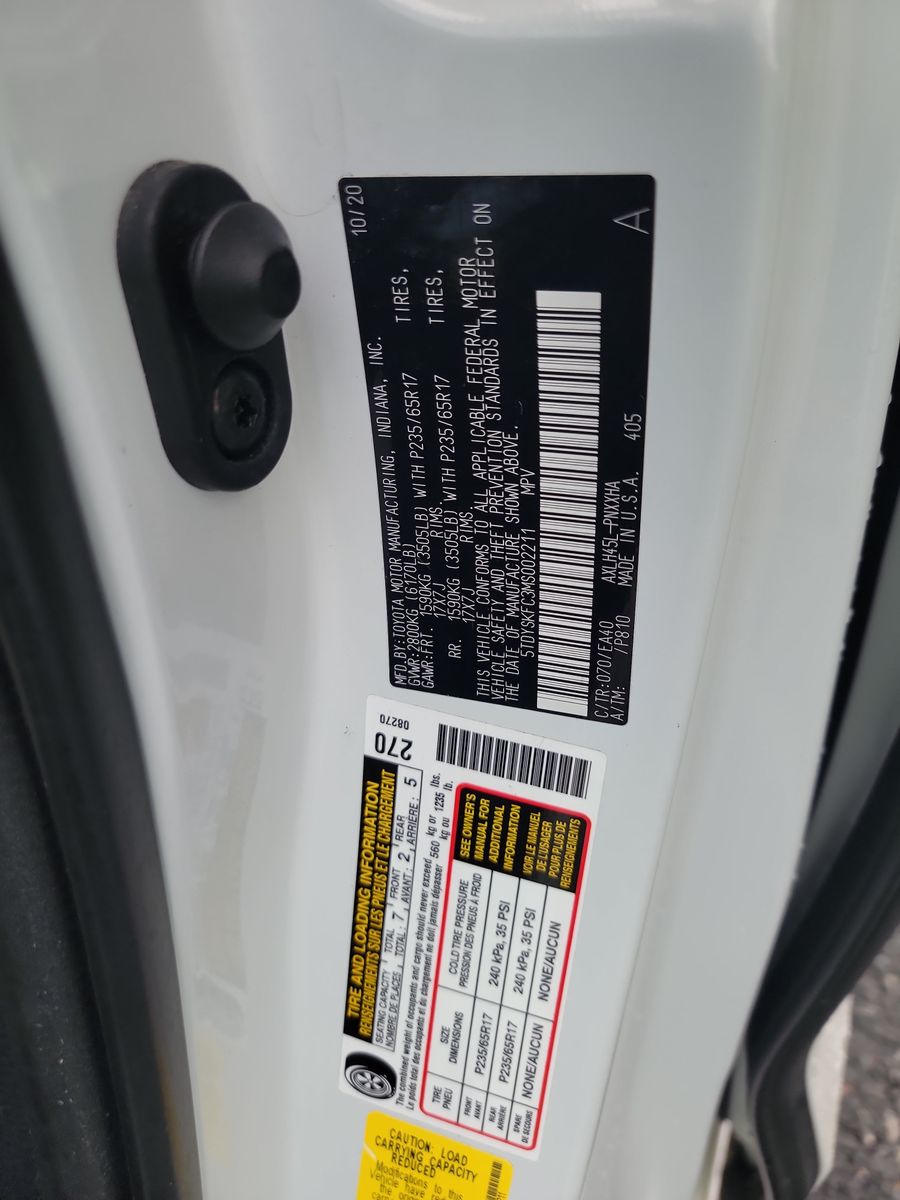 10/20
MFD.BY:TOYOTA MOTOR MANUFACTURING, INDIANA, INC.
GVWR:2800KG (6170LB)
GAWR:FRT. 1590KG (3505LB) WITH P235/65R17 TIRES,
17X7J RIMS.
RR. 1590KG (3505LB) WITH P235/65R17 TIRES,
17X7J RIMS.
THIS VEHICLE CONFORMS TO ALL APPLICABLE FEDERAL MOTOR
VEHICLE SAFETY AND THEFT PREVENTION STANDARDS IN EFFECT ON
THE DATE OF MANUFACTURE SHOWN ABOVE.
5TDYSKFC3MS002211 MPV
C/TR:070/EA40 AXLH45L-PNXXHA
A/TM: /P810 MADE IN U.S.A. 405 A
TIRE AND LOADING INFORMATION
RENSEIGNEMENTS SUR LES PNEUS ET LE CHARGEMENT
270
08270
SEATING CAPACITY TOTAL 7 FRONT 2 REAR 5
NOMBRE DE PLACES TOTAL: AVANT: ARRIÈRE:
The combined weight of occupants and cargo should never exceed 560 kg or 1235 lbs.
Le poids total des occupants et du chargement ne doit jamais dépasser kg ou lb.
TIRE SIZE COLD TIRE PRESSURE
PNEU DIMENSIONS PRESSION DES PNEUS À FROID
FRONT
AVANT
P235/65R17 240 kPa, 35 PSI
REAR
ARRIÈRE
P235/65R17 240 kPa, 35 PSI
SPARE
DE SECOURS
NONE/AUCUN NONE/AUCUN
SEE OWNER'S
MANUAL FOR
ADDITIONAL
INFORMATION
VOIR LE MANUEL
DE L'USAGER
POUR PLUS DE
RENSEIGNEMENTS
CAUTION: LOAD
CARRYING CAPACITY
REDUCED
Modifications to this
Vehicle have
the